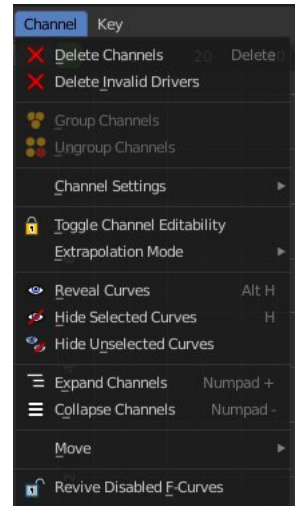 Channel Key
Delete Channels 20 Delete
Delete Invalid Drivers
Group Channels
Ungroup Channels
Channel Settings
Toggle Channel Editability
Extrapolation Mode
Reveal Curves Alt H
Hide Selected Curves H
Hide Unselected Curves
Expand Channels Numpad +
Collapse Channels Numpad -
Move
Revive Disabled F-Curves